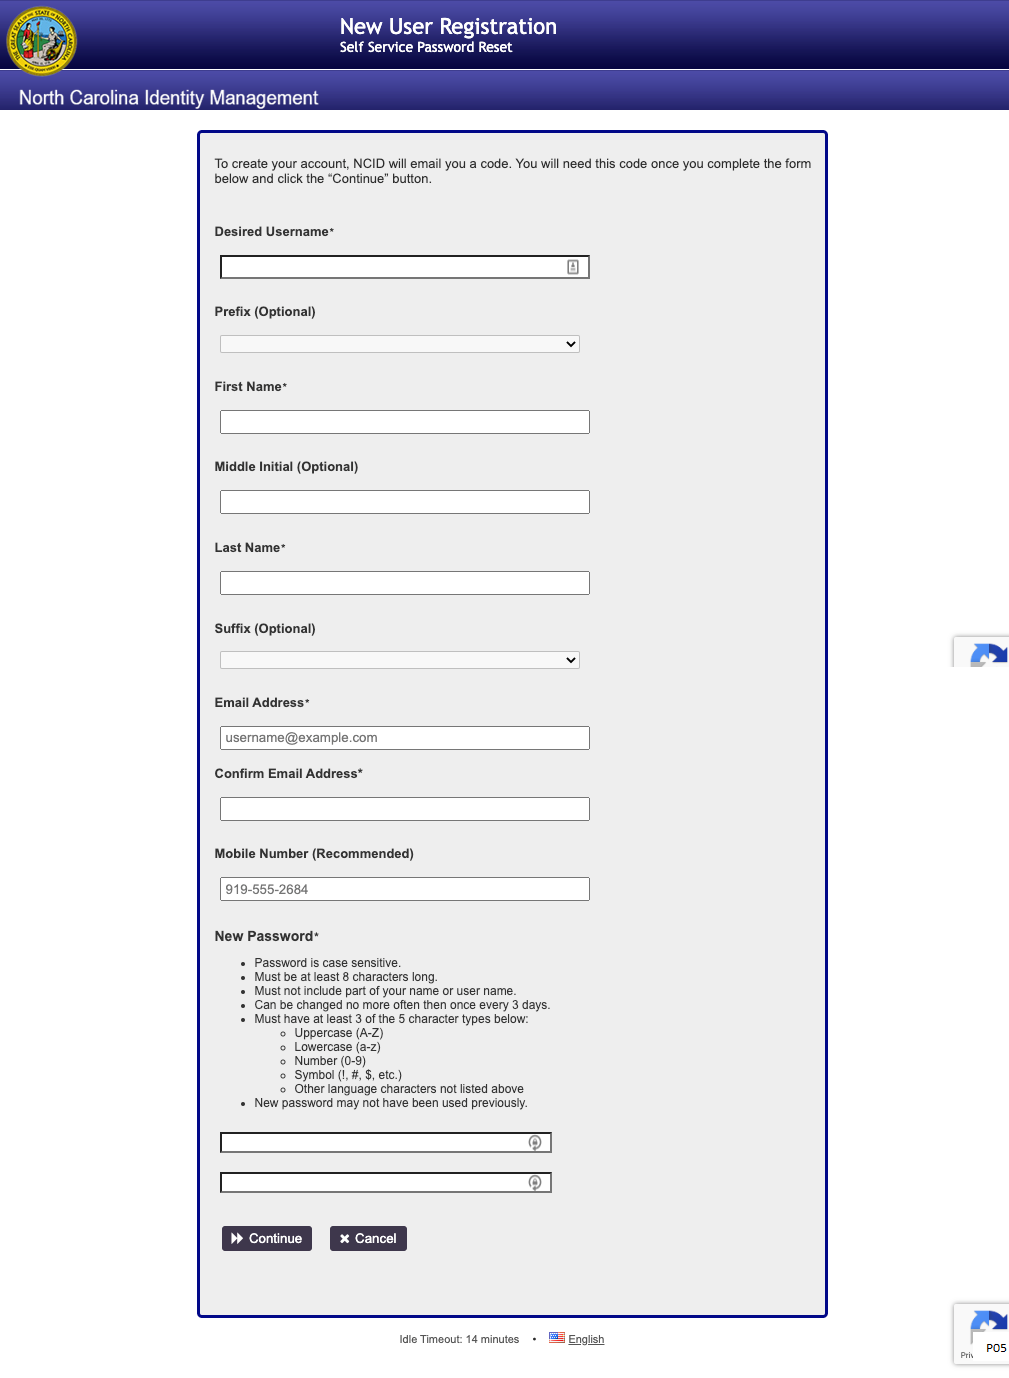 New User Registration
Self Service Password Reset
North Carolina Identity Management
To create your account, NCID will email you a code. You will need this code once you complete the form
below and click the “Continue” button.
Desired Username*
Prefix (Optional)
First Name*
Middle Initial (Optional)
Last Name*
Suffix (Optional)
Email Address*
username@example.com
Confirm Email Address*
Mobile Number (Recommended)
919-555-2684
New Password*
Password is case sensitive.
Must be at least 8 characters long.
Must not include part of your name or user name.
Can be changed no more often then once every 3 days.
Must have at least 3 of the 5 character types below:
Uppercase (A-Z)
Lowercase (a-z)
Number (0-9)
Symbol (!, #, $, etc.)
Other language characters not listed above
New password may not have been used previously.
Continue
Cancel
Idle Timeout: 14 minutes • English
P05